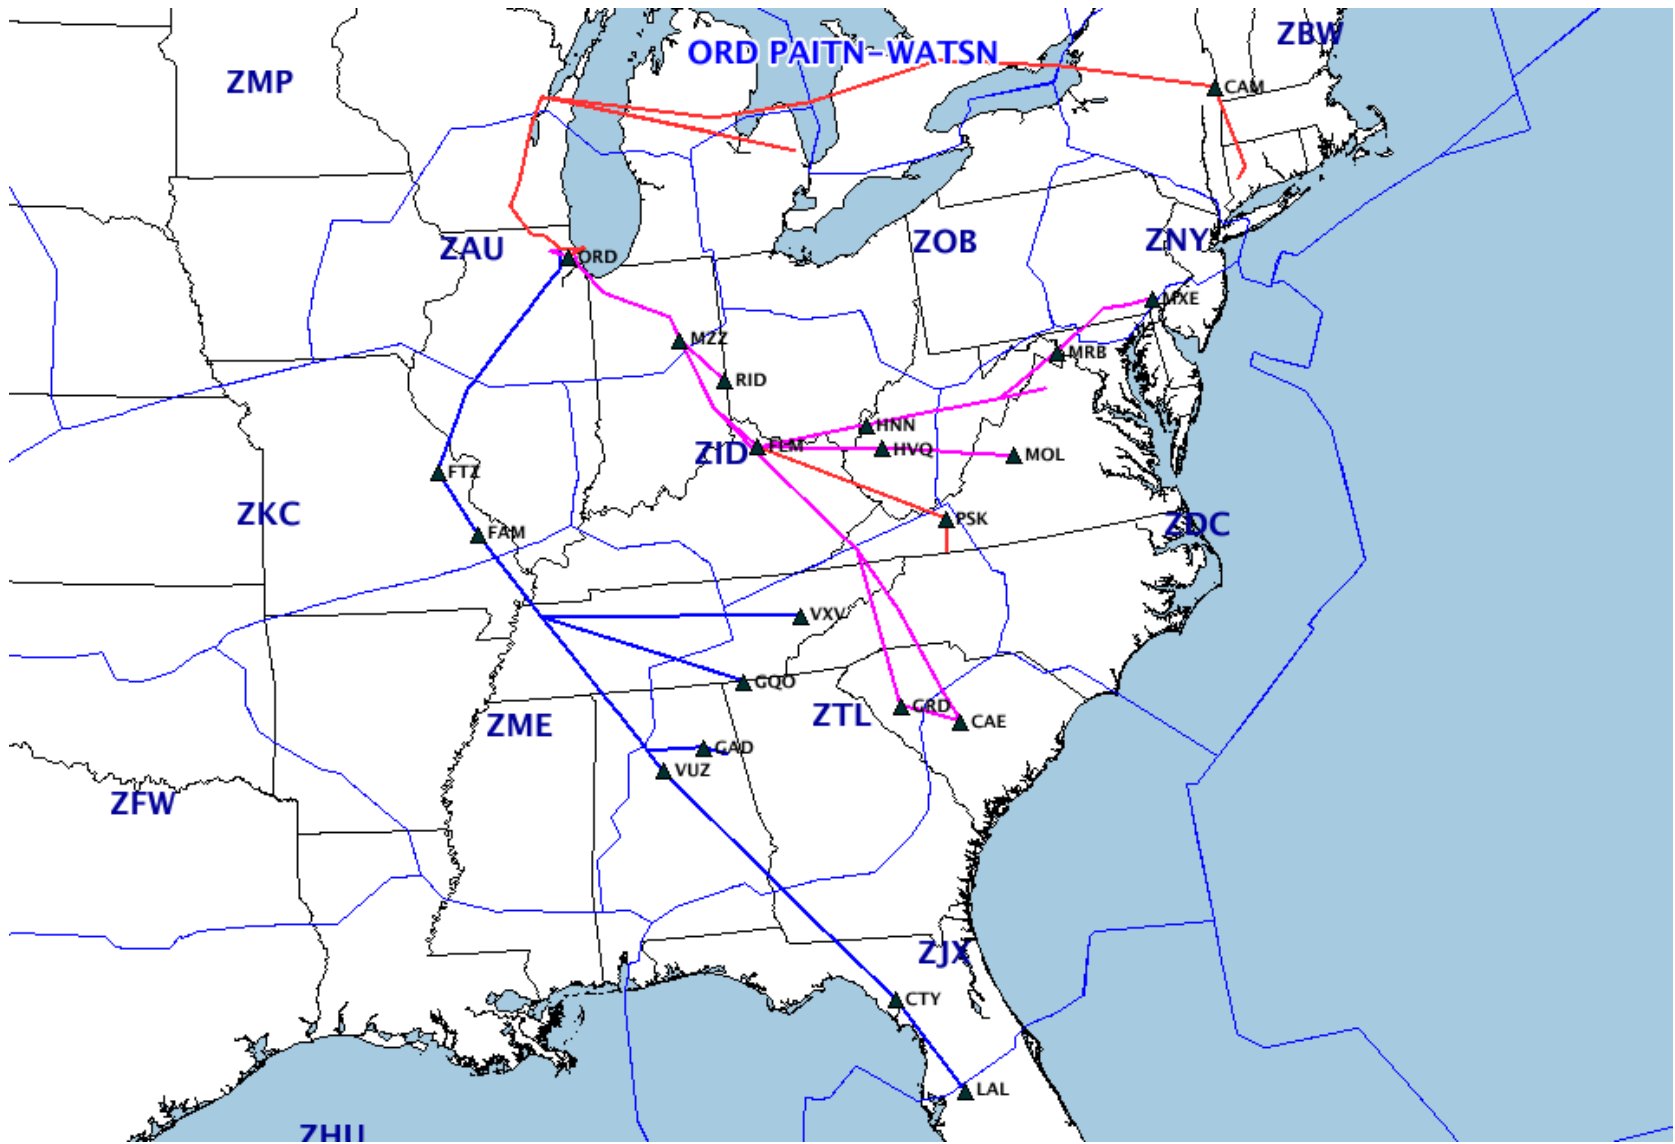 ZBW
ORD PAITN-WATSN
ZMP
CAM
ZAU
ZOB
ZNY
ORD
MXE
MZZ
MRB
RID
HNN
ZID
FLM
HVQ
MOL
FTZ
ZKC
PSK
ZDC
FAM
VXV
GQO
GRD
ZTL
CAE
ZME
GAD
VUZ
ZFW
ZJX
CTY
LAL
ZHU